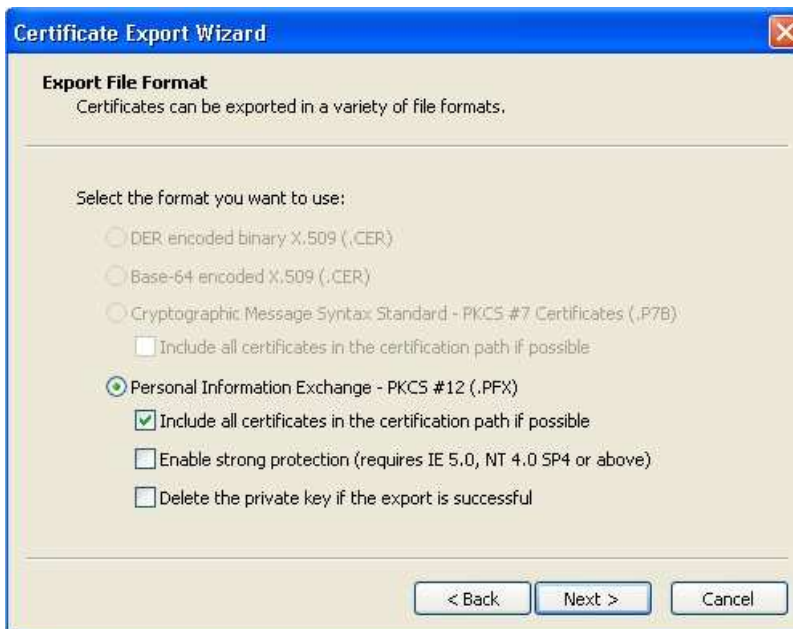 Certificate Export Wizard
Export File Format
Certificates can be exported in a variety of file formats.
Select the format you want to use:
DER encoded binary X.509 (.CER)
Base-64 encoded X.509 (.CER)
Cryptographic Message Syntax Standard - PKCS #7 Certificates (.P7B)
Include all certificates in the certification path if possible
Personal Information Exchange - PKCS #12 (.PFX)
Include all certificates in the certification path if possible
Enable strong protection (requires IE 5.0, NT 4.0 SP4 or above)
Delete the private key if the export is successful
< Back Next > Cancel